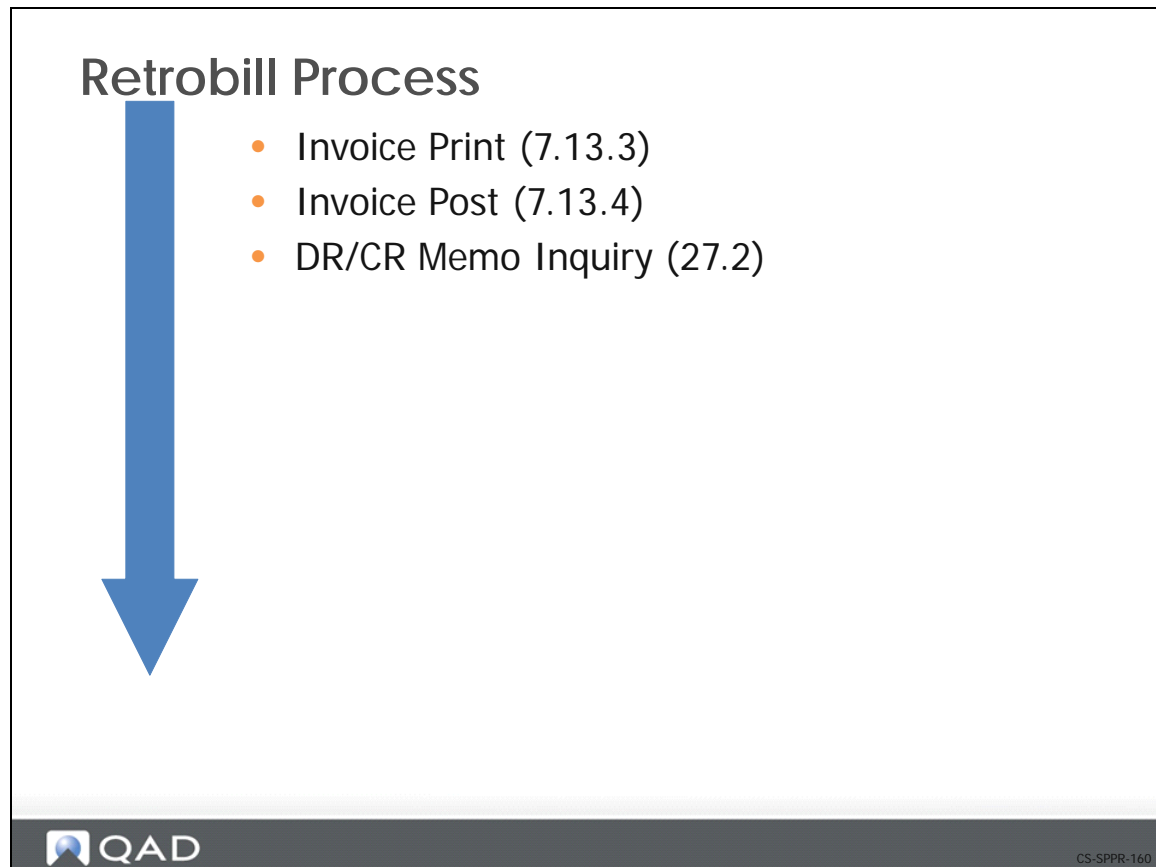 Retrobill Process
• Invoice Print (7.13.3)
• Invoice Post (7.13.4)
• DR/CR Memo Inquiry (27.2)
QAD
CS-SPPR-160